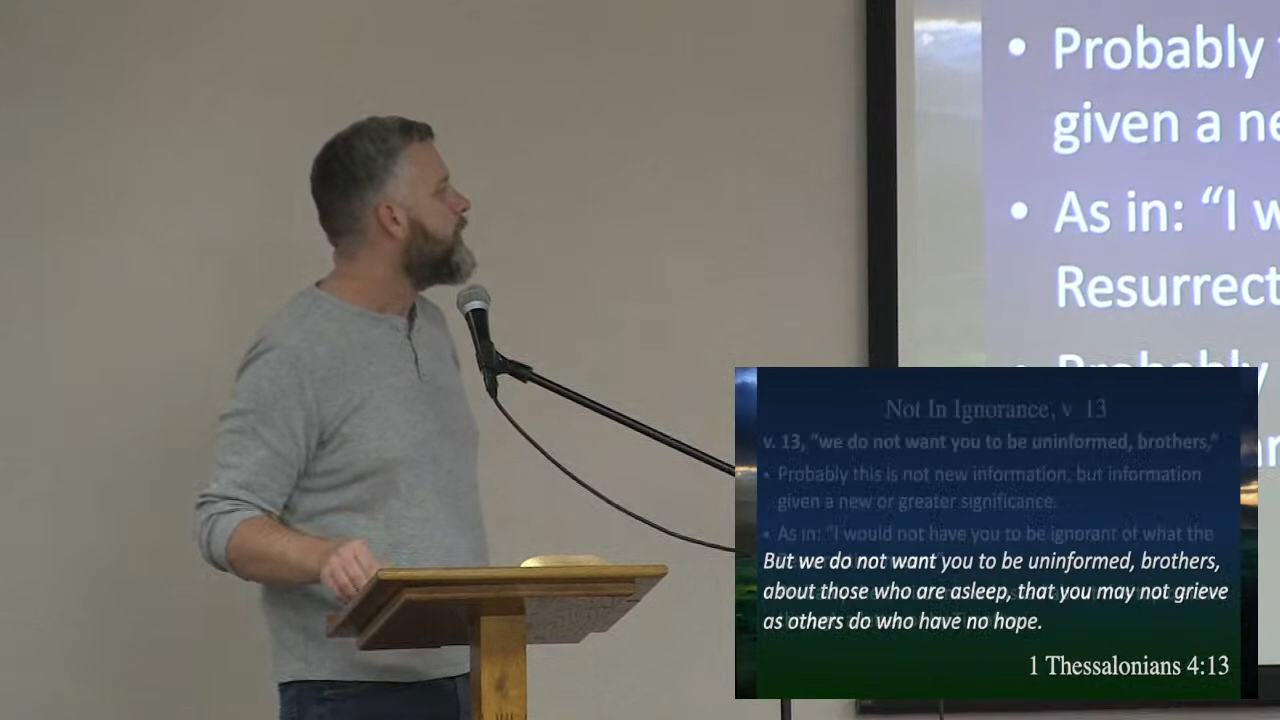 Probably
given a ne
As in: “I w
Resurrect
Probably
Not In Ignorance, v 13
v. 13, “we do not want you to be uninformed, brothers,”
Probably this is not new information, but information
given a new or greater significance.
As in: “I would not have you to be ignorant of what the
But we do not want you to be uninformed, brothers,
about those who are asleep, that you may not grieve
as others do who have no hope.
1 Thessalonians 4:13